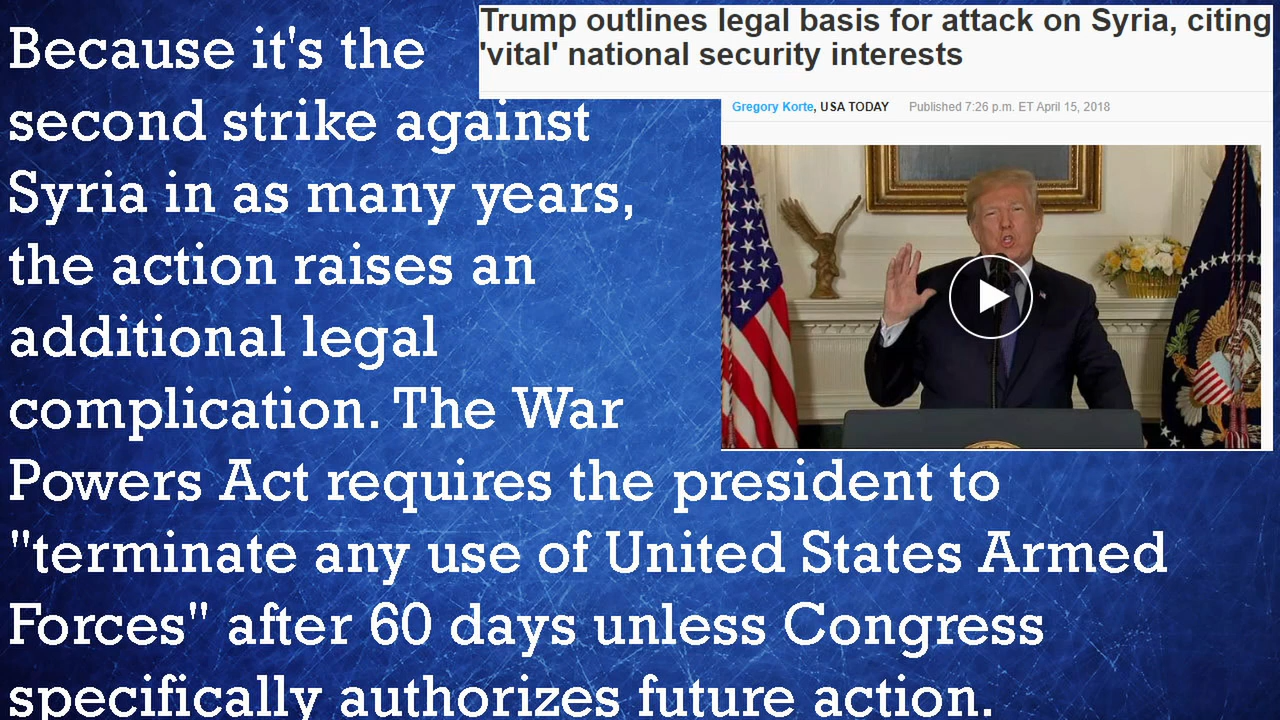 Trump outlines legal basis for attack on Syria, citing
'vital' national security interests
Gregory Korte, USA TODAY Published 7:26 p.m. ET April 15, 2018
Because it's the
second strike against
Syria in as many years,
the action raises an
additional legal
complication. The War
Powers Act requires the president to
"terminate any use of United States Armed
Forces" after 60 days unless Congress
specifically authorizes future action.